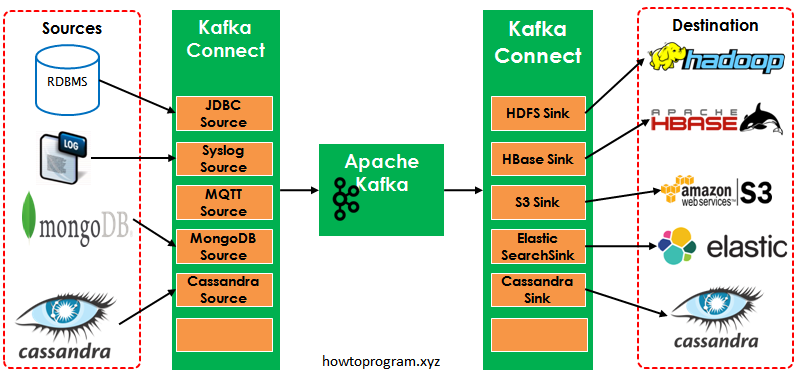 Sources
RDBMS
LOG
mongoDB
cassandra
Kafka
Connect
JDBC
Source
Syslog
Source
MQTT
Source
MongoDB
Source
Cassandra
Source
Apache
Kafka
howtoprogram.xyz
Kafka
Connect
HDFS Sink
HBase Sink
S3 Sink
Elastic
SearchSink
Cassandra
Sink
Destination
hadoop
APACHE
HBASE
amazon
webservices™
S3
elastic
cassandra